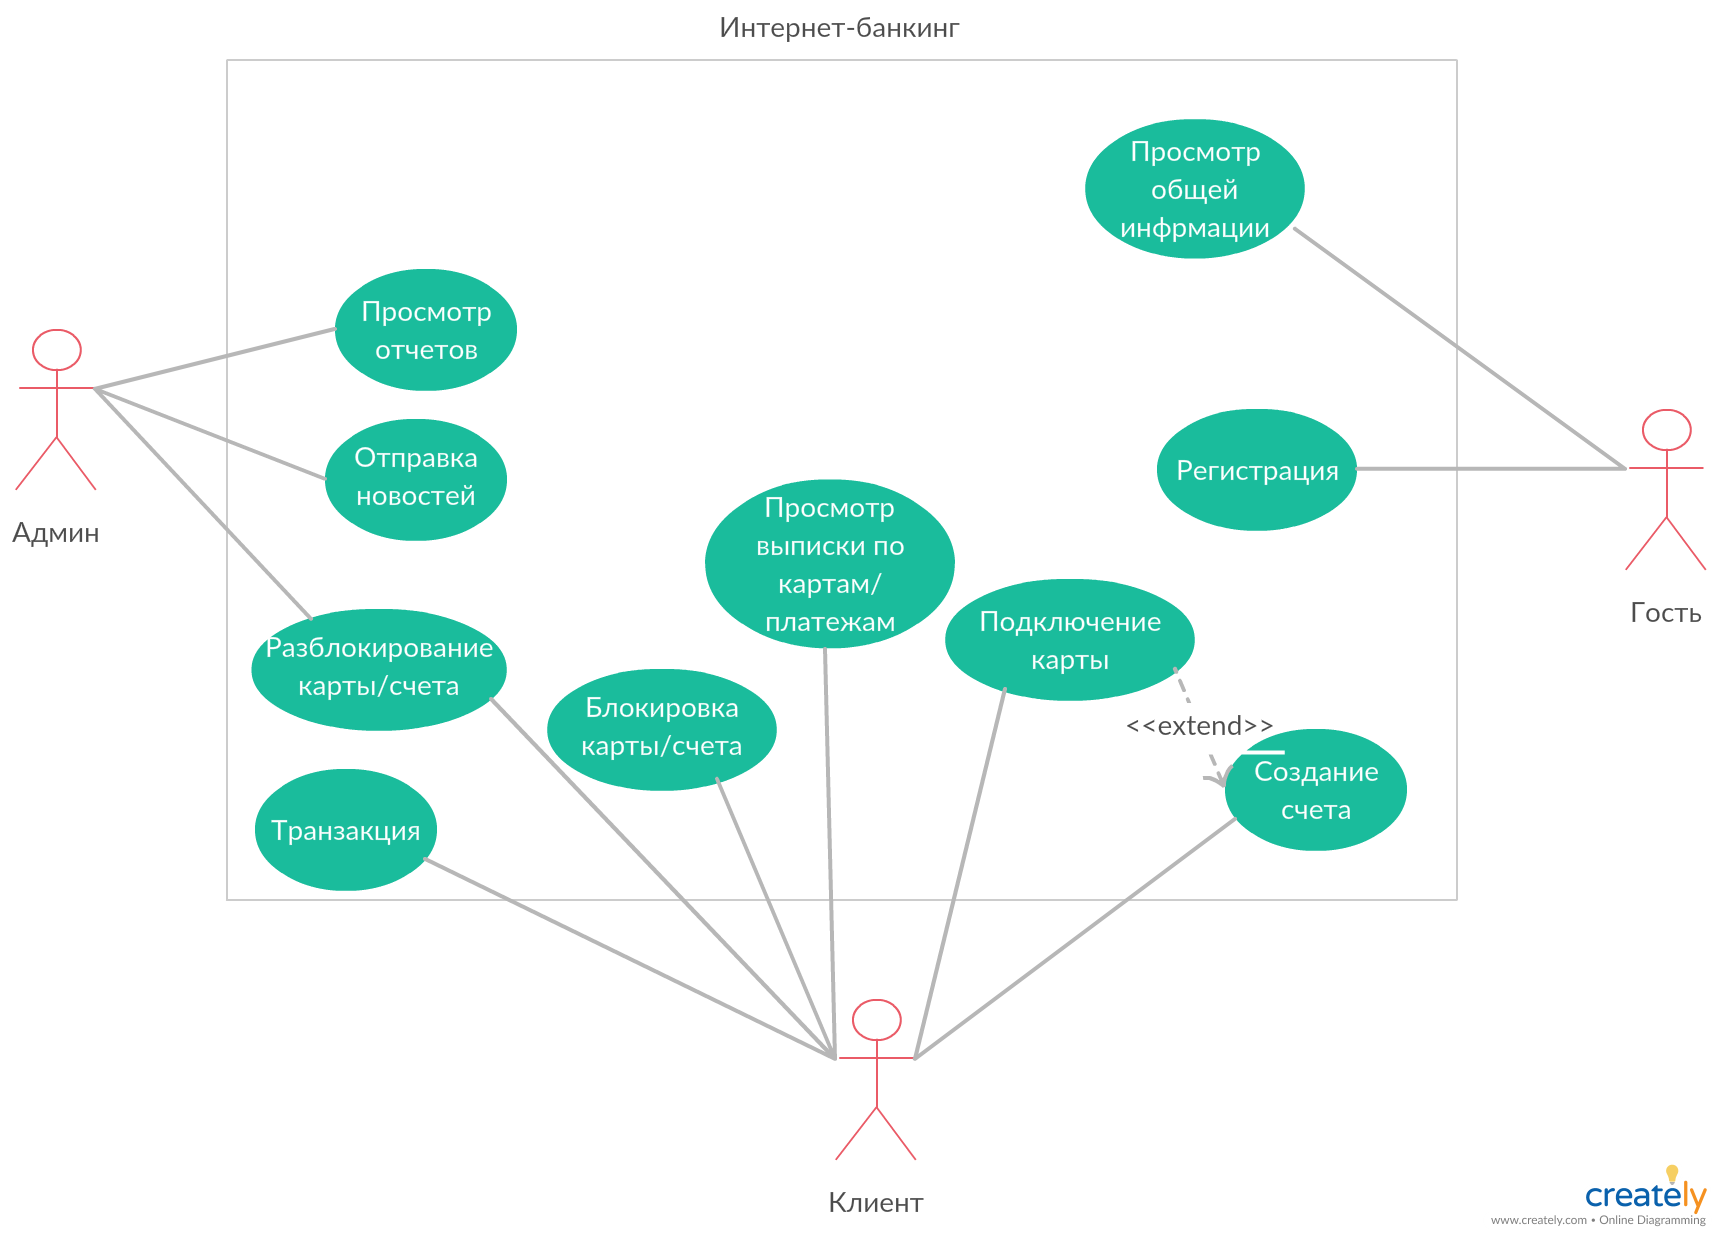 Интернет-банкинг
Просмотр
общей
инфрмации
Просмотр
отчетов
Отправка
новостей
Админ
Регистрация
Гость
Просмотр
выписки по
картам/
платежам
Подключение
карты
Разблокирование
карты/счета
Блокировка
карты/счета
<<extend>>
Создание
счета
Транзакция
Клиент
creately
www.creately.com • Online Diagramming